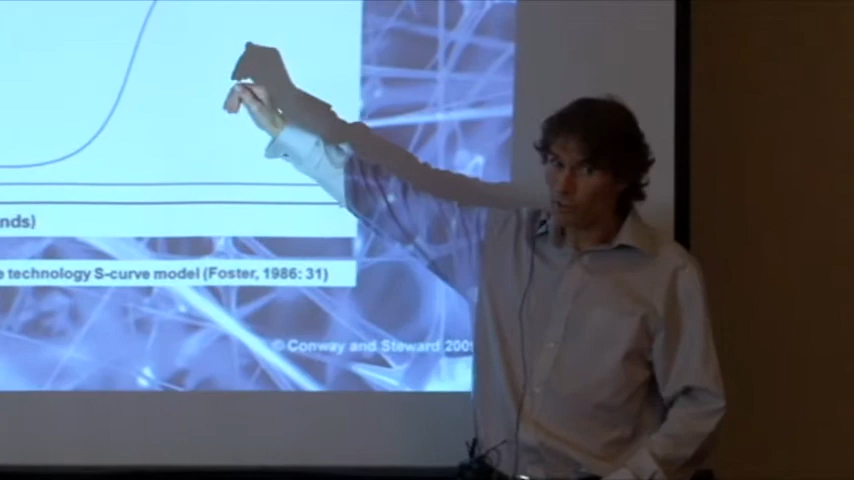 nds)
e technology S-curve model (Foster, 1986: 31)
© Conway and Steward 2009